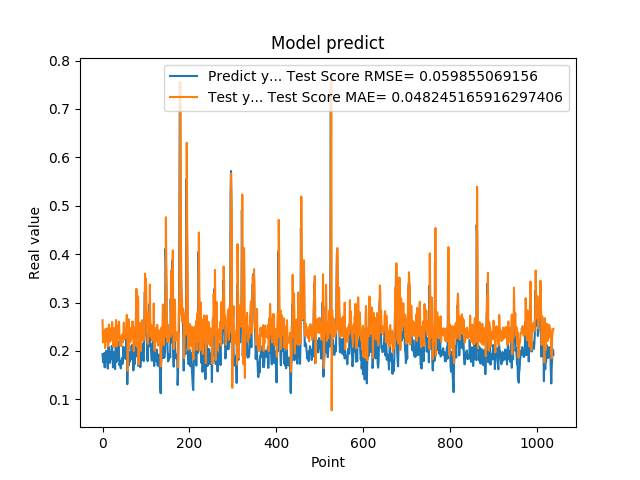 Model predict
Predict y... Test Score RMSE= 0.059855069156
Test y... Test Score MAE= 0.048245165916297406
0.8
0.7
0.6
0.5
0.4
0.3
0.2
0.1
Real value
0 200 400 600 800 1000
Point